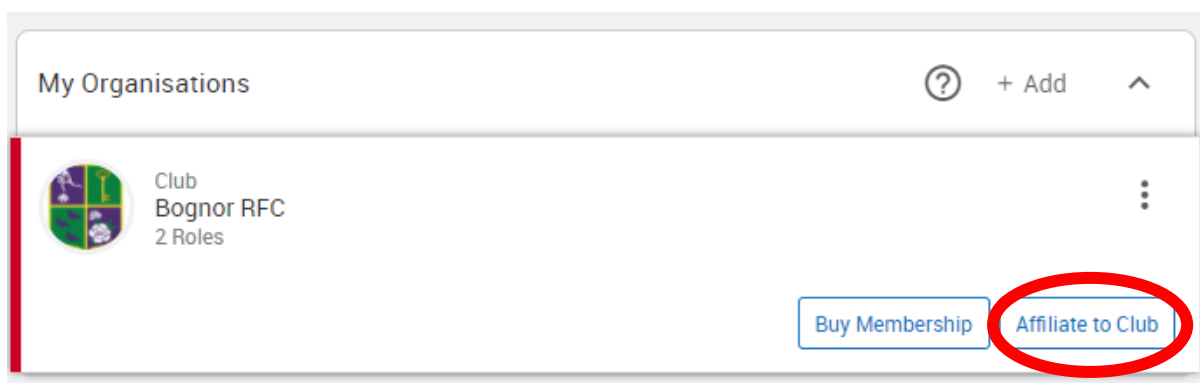 My Organisations
+ Add
Club
Bognor RFC
2 Roles
Buy Membership
Affiliate to Club